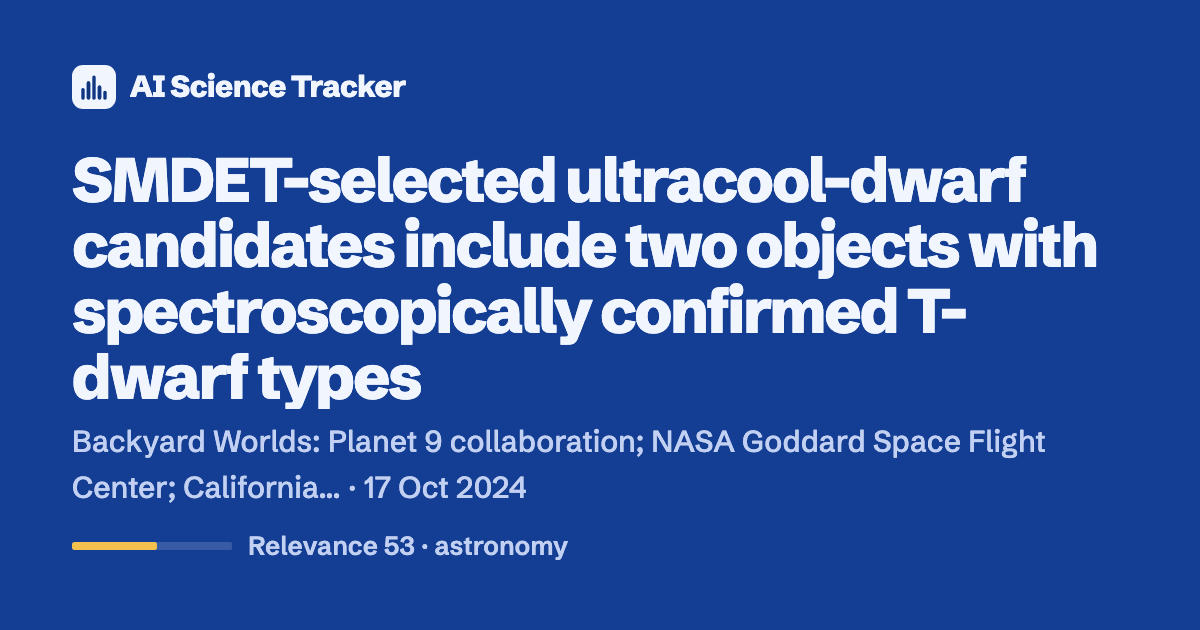 AI Science Tracker
SMDET-selected ultracool-dwarf
candidates include two objects with
spectroscopically confirmed T-
dwarf types
Backyard Worlds: Planet 9 collaboration; NASA Goddard Space Flight
Center; California... · 17 Oct 2024
Relevance 53 · astronomy